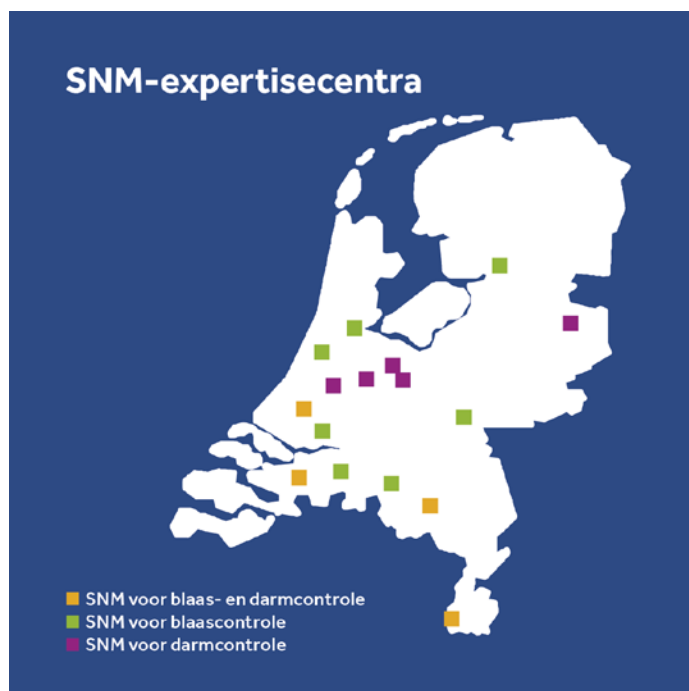 SNM-expertisecentra
SNM voor blaas- en darmcontrole
SNM voor blaascontrole
SNM voor darmcontrole